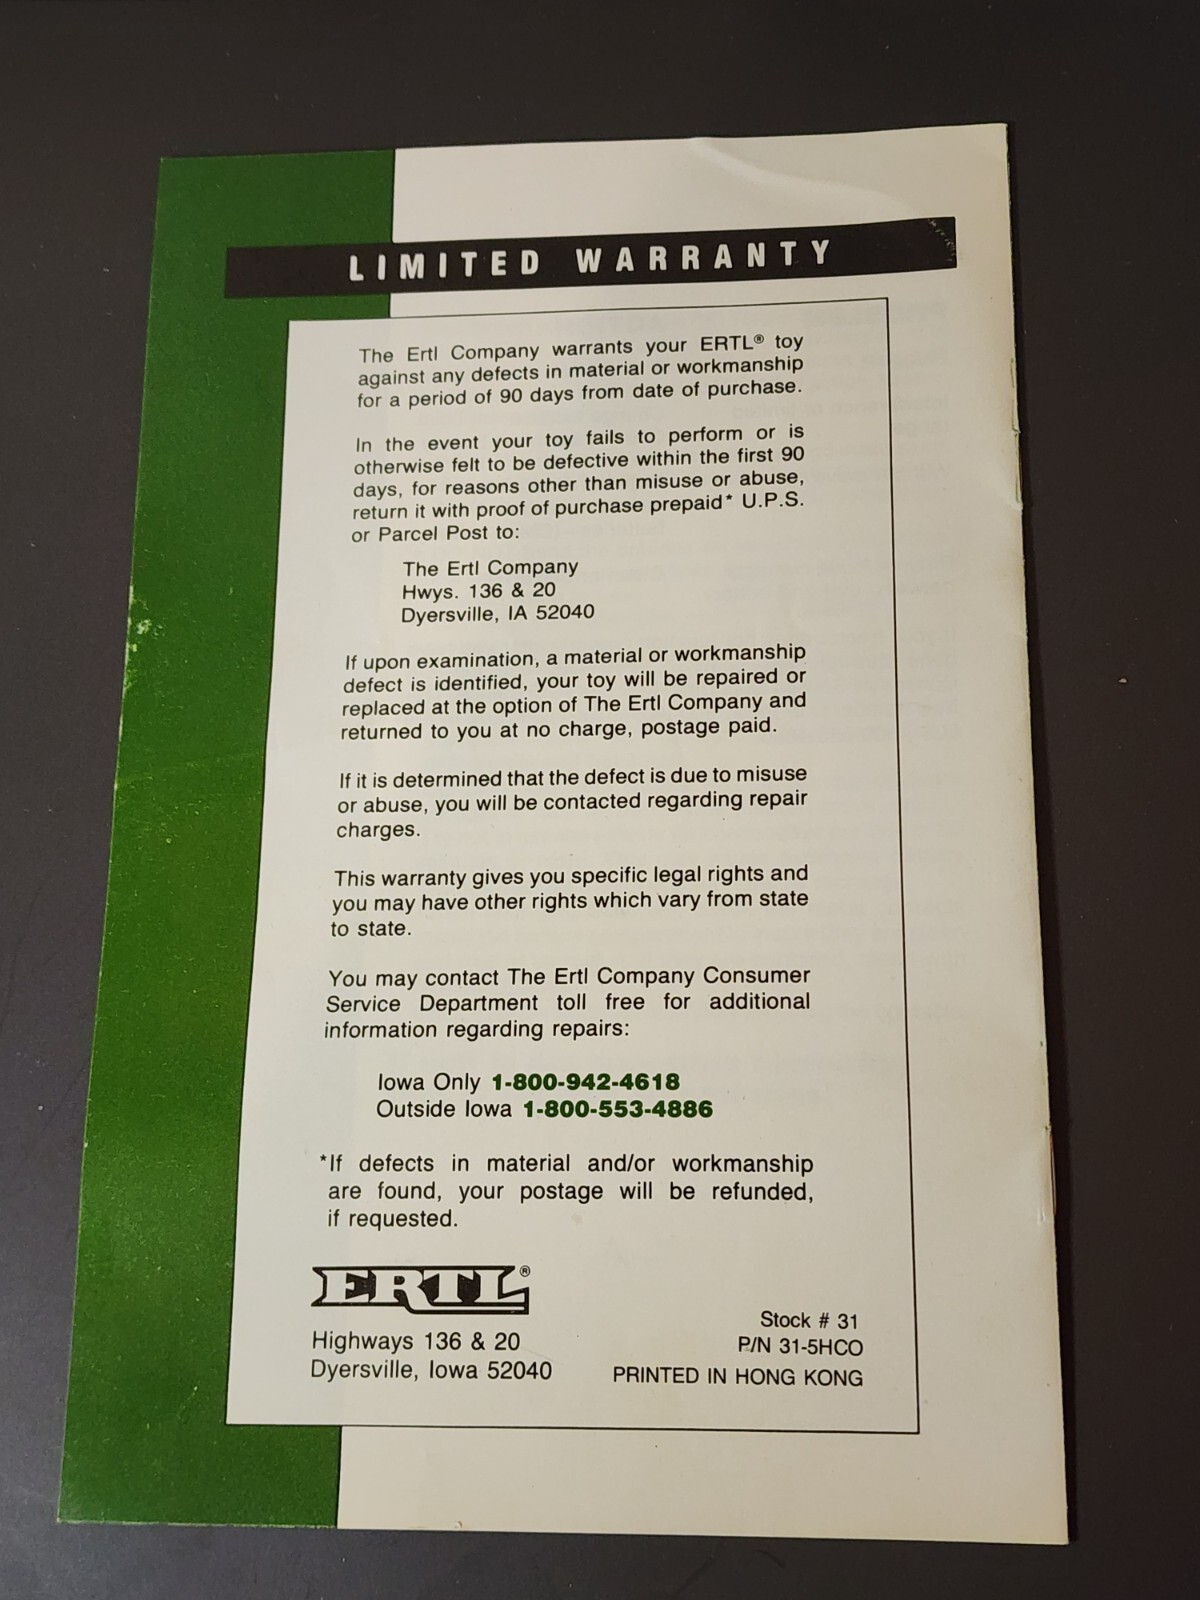 LIMITED WARRANTY
The Ertl Company warrants your ERTL® toy
against any defects in material or workmanship
for a period of 90 days from date of purchase.
In the event your toy fails to perform or is
otherwise felt to be defective within the first 90
days, for reasons other than misuse or abuse,
return it with proof of purchase prepaid* U.P.S.
or Parcel Post to:
The Ertl Company
Hwys. 136 & 20
Dyersville, IA 52040
If upon examination, a material or workmanship
defect is identified, your toy will be repaired or
replaced at the option of The Ertl Company and
returned to you at no charge, postage paid.
If it is determined that the defect is due to misuse
or abuse, you will be contacted regarding repair
charges.
This warranty gives you specific legal rights and
you may have other rights which vary from state
to state.
You may contact The Ertl Company Consumer
Service Department toll free for additional
information regarding repairs:
Iowa Only 1-800-942-4618
Outside Iowa 1-800-553-4886
*If defects in material and/or workmanship
are found, your postage will be refunded,
if requested.
ERTL®
Highways 136 & 20
Dyersville, Iowa 52040
Stock # 31
P/N 31-5HCO
PRINTED IN HONG KONG